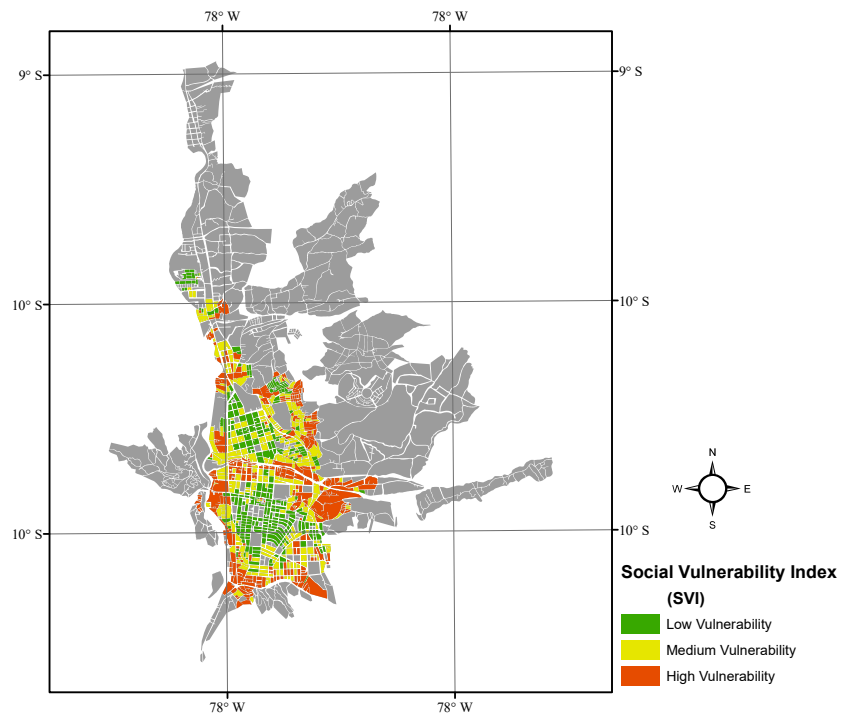 78° W 78° W
9° S 9° S
10° S 10° S
10° S 10° S
N
W E
S
Social Vulnerability Index
(SVI)
Low Vulnerability
Medium Vulnerability
High Vulnerability
78° W 78° W